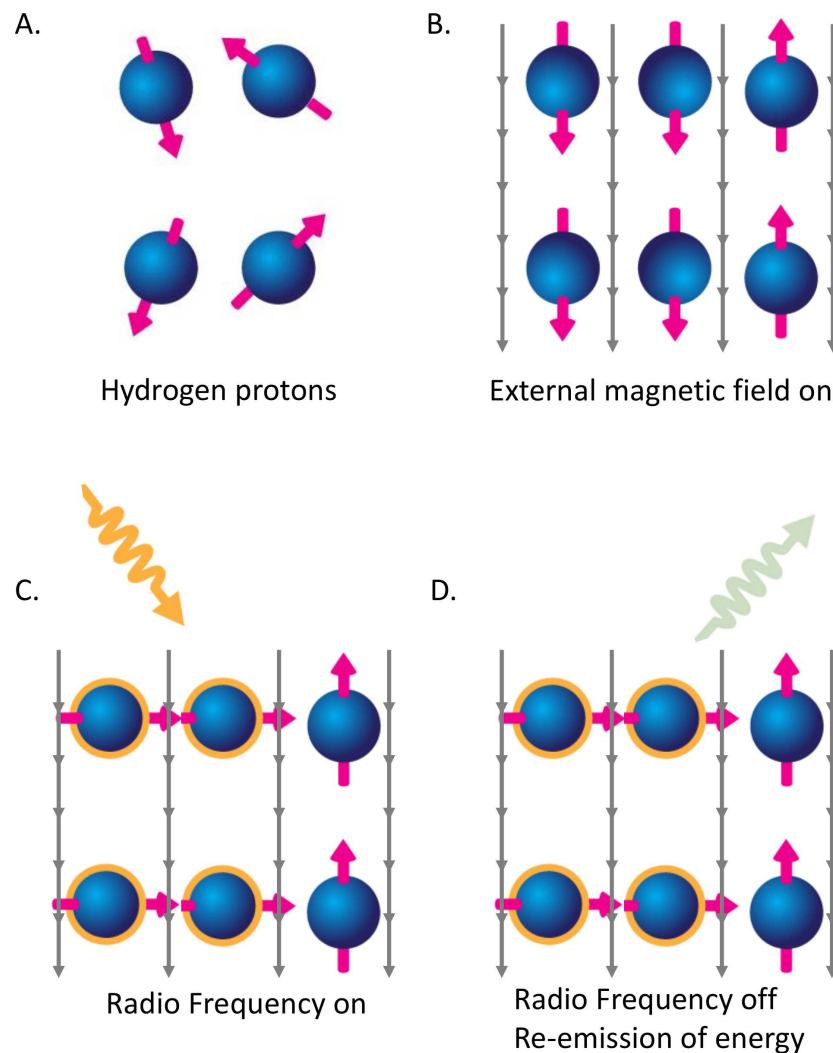 A.
B.
Hydrogen protons
External magnetic field on
C.
D.
Radio Frequency on
Radio Frequency off
Re-emission of energy